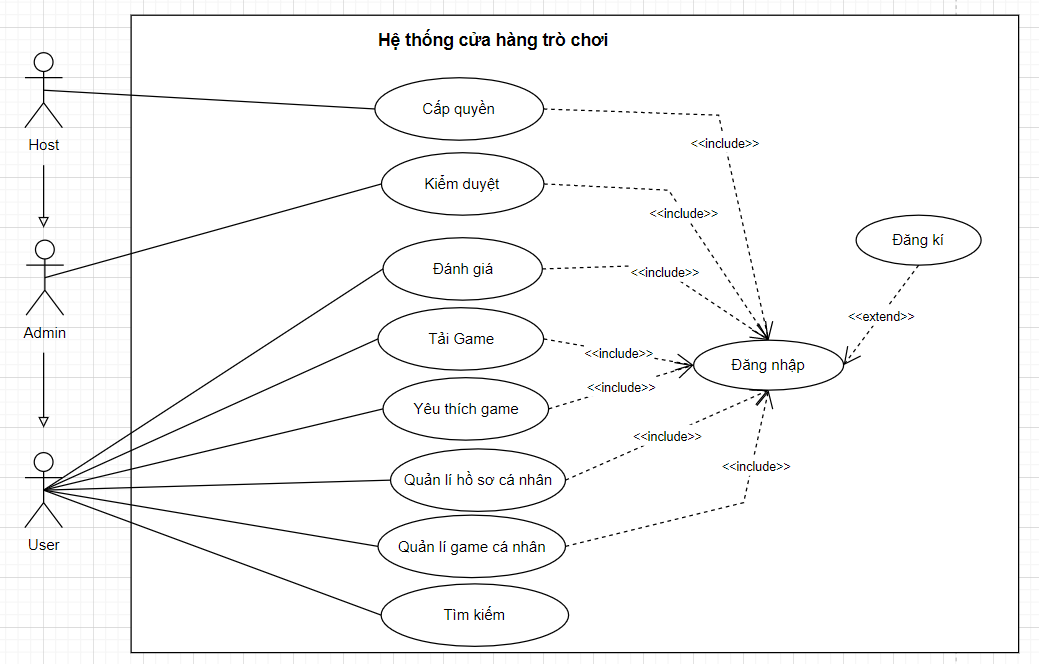 Hệ thống cửa hàng trò chơi
Host
Cấp quyền
<<include>>
Kiểm duyệt
<<include>>
Admin
Đánh giá
<<include>>
Đăng kí
<<extend>>
Tải Game
<<include>>
Đăng nhập
Yêu thích game
<<include>>
<<include>>
Quản lí hồ sơ cá nhân
<<include>>
User
Quản lí game cá nhân
Tìm kiếm